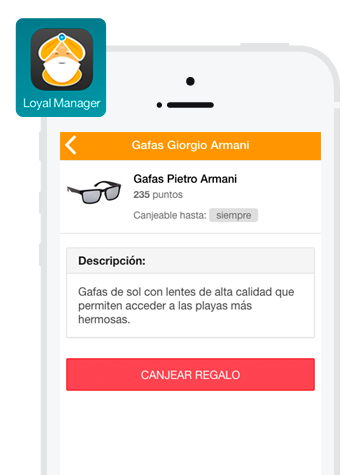 Loyal Manager
Gafas Giorgio Armani
Gafas Pietro Armani
235 puntos
Canjeable hasta: siempre
Descripción:
Gafas de sol con lentes de alta calidad que
permiten acceder a las playas más
hermosas.
CANJEAR REGALO